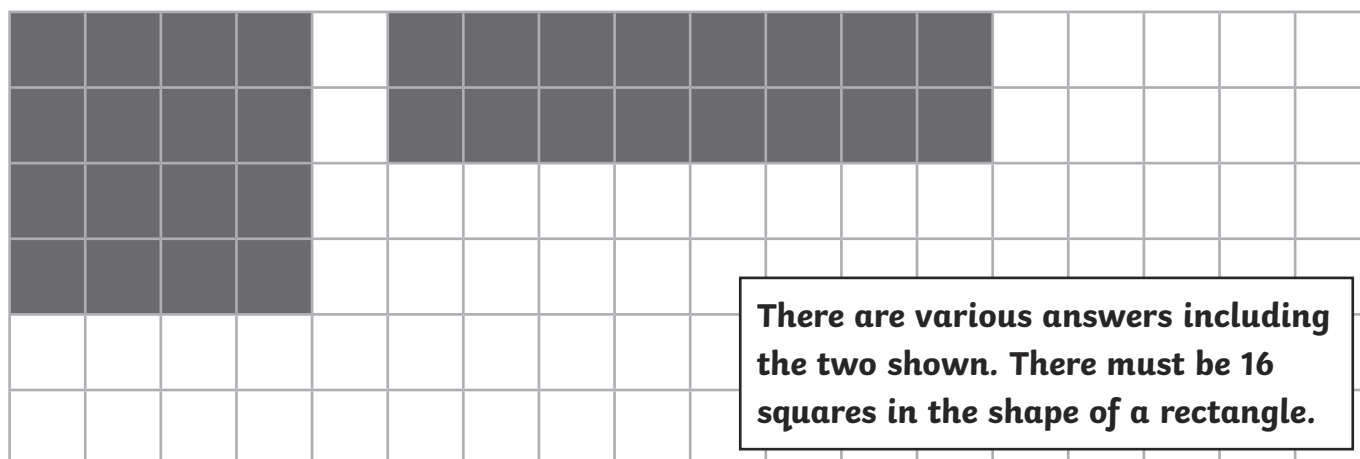 There are various answers including
the two shown. There must be 16
squares in the shape of a rectangle.